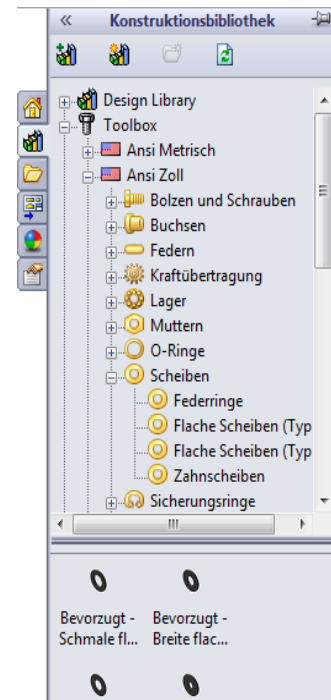 Konstruktionsbibliothek
Design Library
Toolbox
Ansi Metrisch
Ansi Zoll
Bolzen und Schrauben
Buchsen
Federn
Kraftübertragung
Lager
Muttern
O-Ringe
Scheiben
Federringe
Flache Scheiben (Typ
Flache Scheiben (Typ
Zahnscheiben
Sicherungsringe
Bevorzugt - Bevorzugt -
Schmale fl... Breite flac...